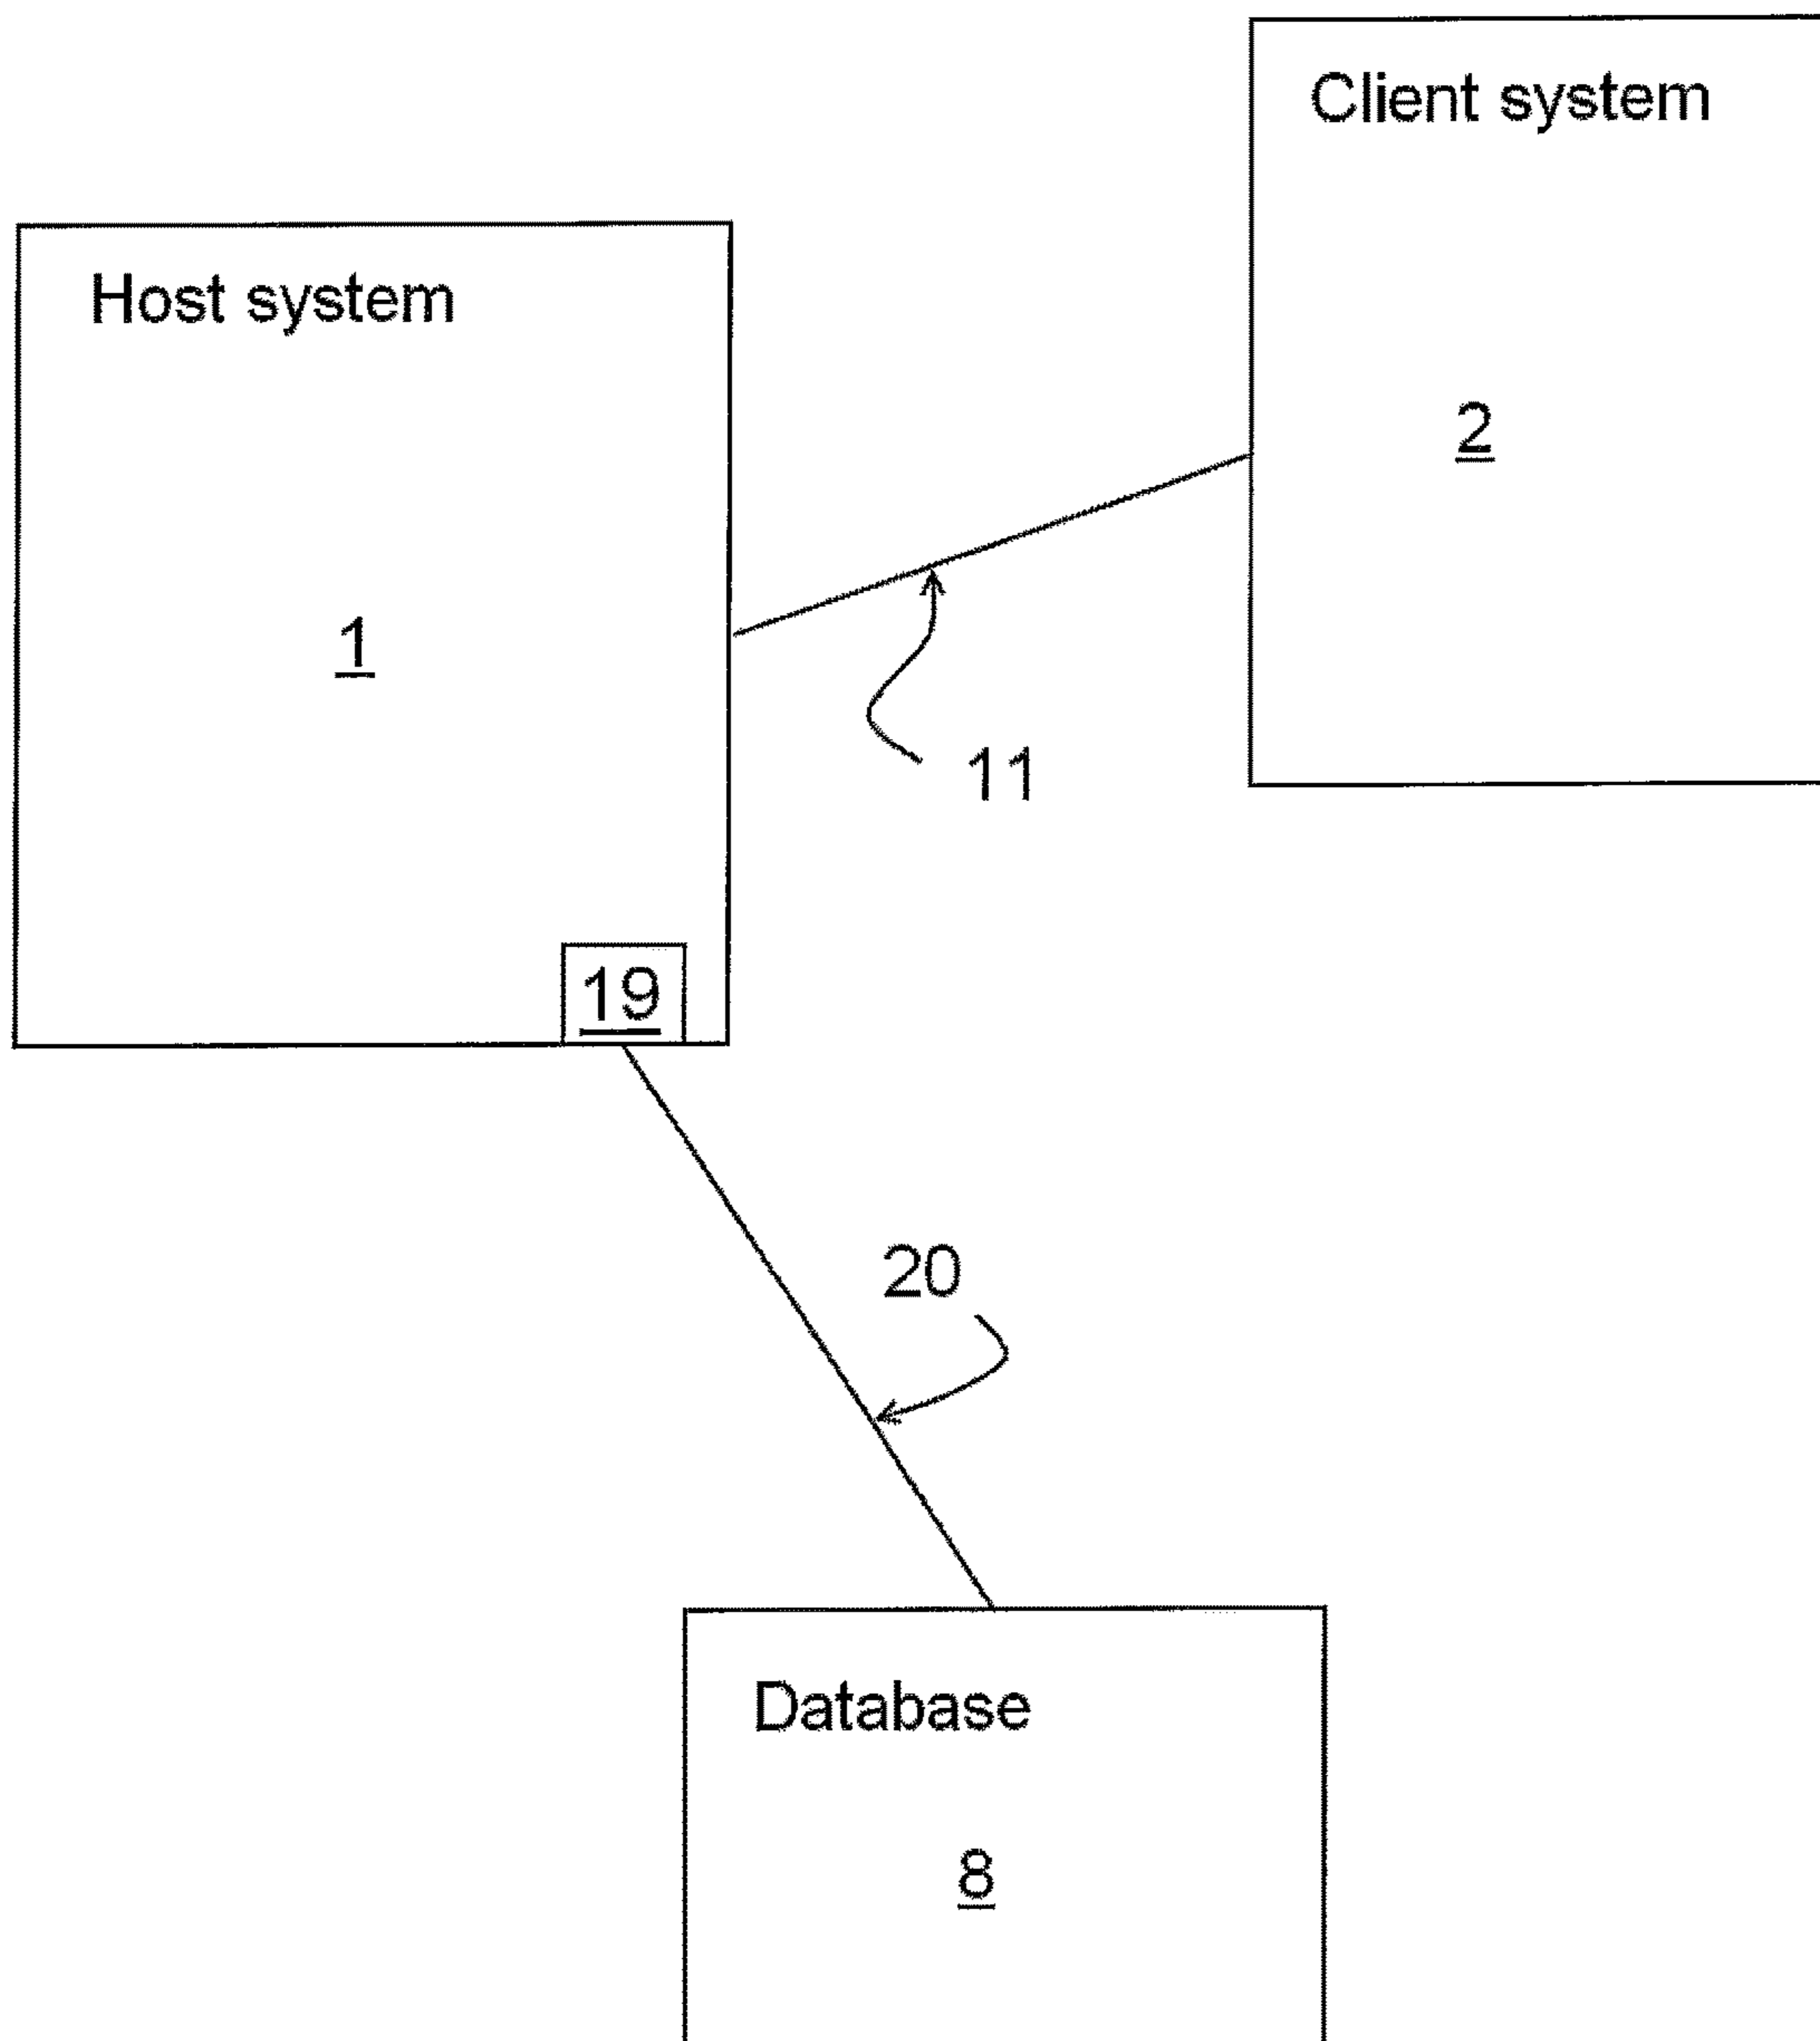 Client system
2
Host system
1
11
19
20
Database
8